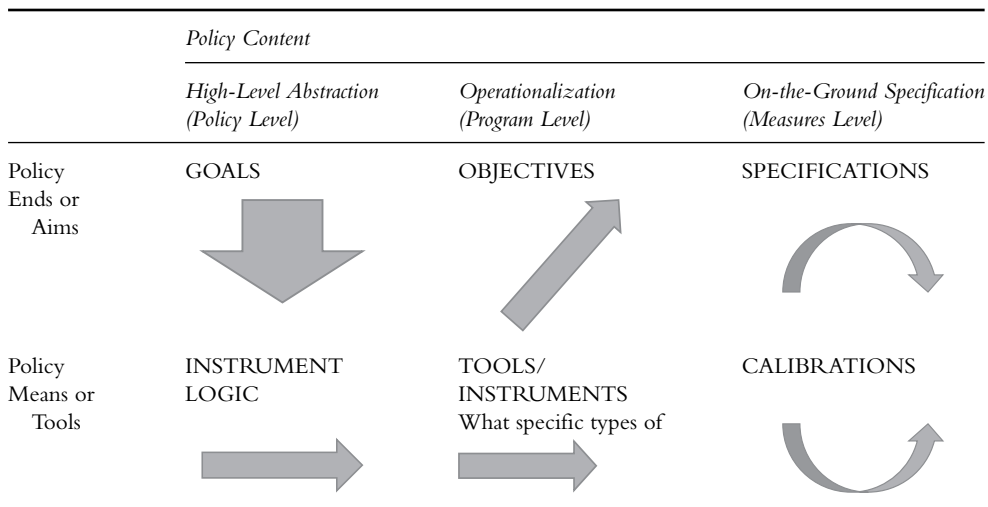 Policy Content
High-Level Abstraction
(Policy Level)
Operationalization
(Program Level)
On-the-Ground Specification
(Measures Level)
Policy
Ends or
Aims
GOALS
OBJECTIVES
SPECIFICATIONS
Policy
Means or
Tools
INSTRUMENT
LOGIC
TOOLS/
INSTRUMENTS
What specific types of
CALIBRATIONS